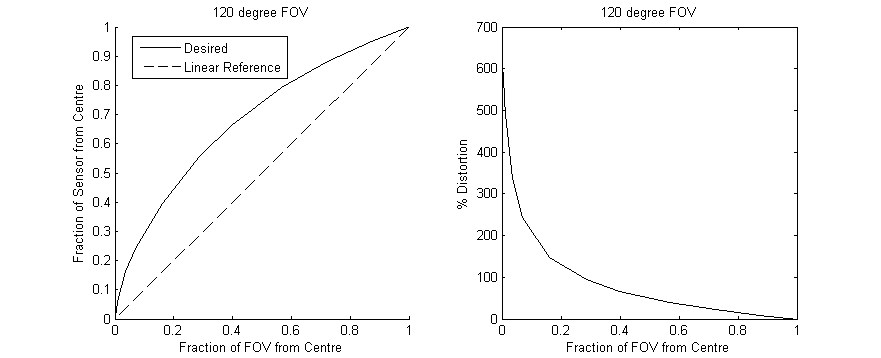 120 degree FOV
1
0.9
0.8
0.7
0.6
0.5
0.4
0.3
0.2
0.1
0
Fraction of Sensor from Centre
Desired
Linear Reference
0 0.2 0.4 0.6 0.8 1
Fraction of FOV from Centre
120 degree FOV
700
600
500
400
300
200
100
0
% Distortion
0 0.2 0.4 0.6 0.8 1
Fraction of FOV from Centre